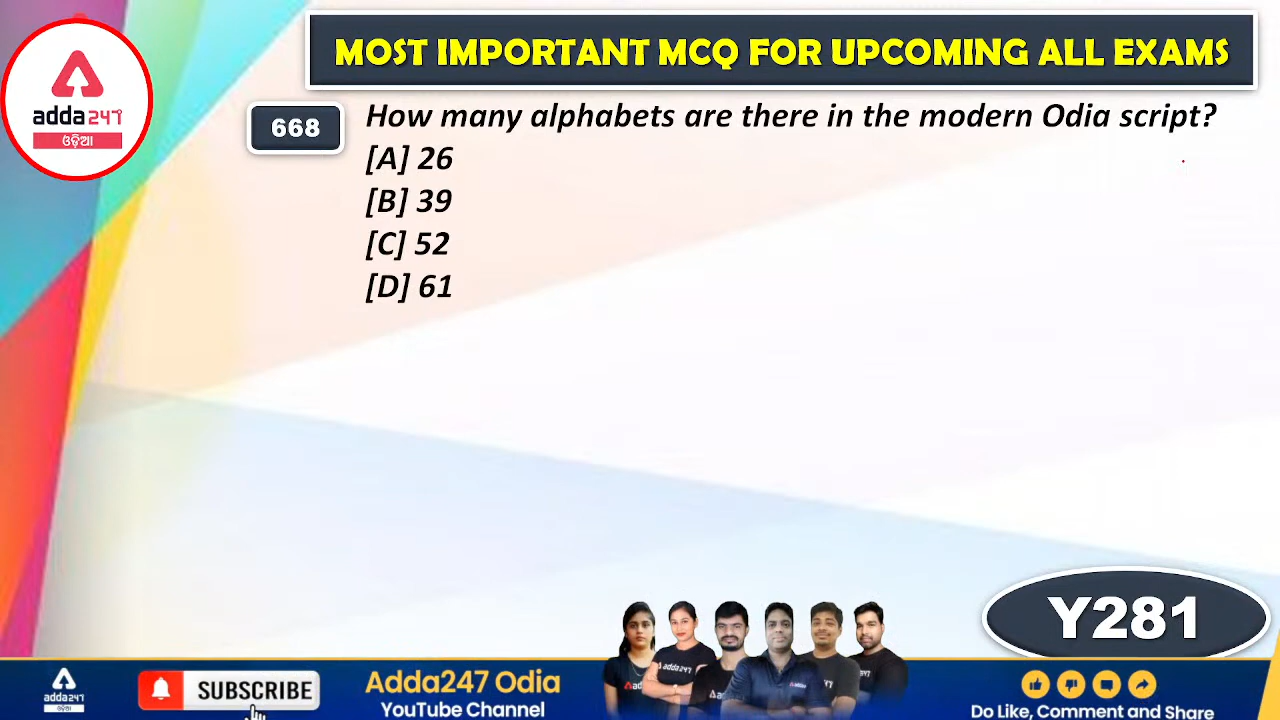 MOST IMPORTANT MCQ FOR UPCOMING ALL EXAMS
adda247
ଓଡ଼ିଆ
668
How many alphabets are there in the modern Odia script?
[A] 26
[B] 39
[C] 52
[D] 61
Y281
adda247
ଓଡ଼ିଆ
SUBSCRIBE
Adda247 Odia
YouTube Channel
adda247
Do Like, Comment and Share